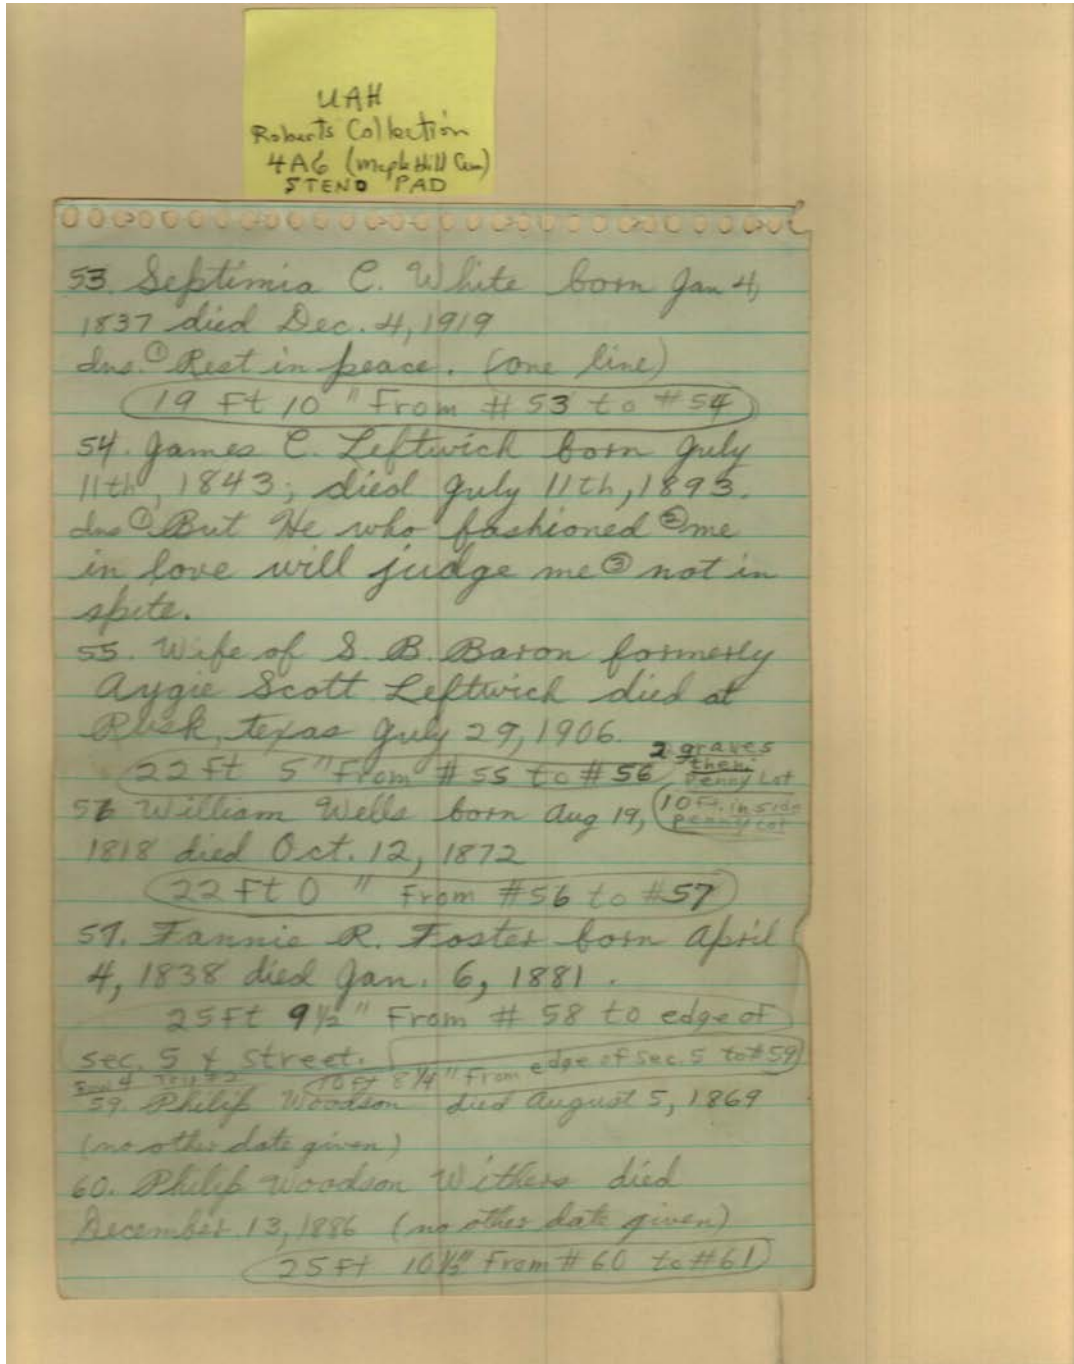 UAH
Roberts Collection
4A6 (Maple Hill Cem)
STENO PAD
53. Septimia C. White born Jan 4,
1837 died Dec. 4, 1919
Ins. ① Rest in peace. (one line)
19 Ft 10 " From # 53 to # 54
54. James C. Leftwich born July
11th, 1843; died July 11th, 1893.
Ins ① But He who fashioned ② me
in love will judge me ③ not in
spite.
55. Wife of S. B. Baron formerly
Aygie Scott Leftwich died at
Rusk, Texas July 29, 1906.
2 graves
then
Penny Lot
22 Ft 5 " From # 55 to # 56
56 William Wells born Aug 19,
10 Ft. inside
penny lot
1818 died Oct. 12, 1872
22 Ft 0 " From #56 to #57
57. Fannie R. Foster born April
4, 1838 died Jan. 6, 1881.
25 Ft 9½ " From # 58 to edge of
sec. 5 & street.
10 Ft 8¼ " From edge of Sec. 5 to #59
59. Philip Woodson died August 5, 1869
(no other date given)
60. Philip Woodson Withers died
December 13, 1886 (no other date given)
25 Ft 10½" From # 60 to #61